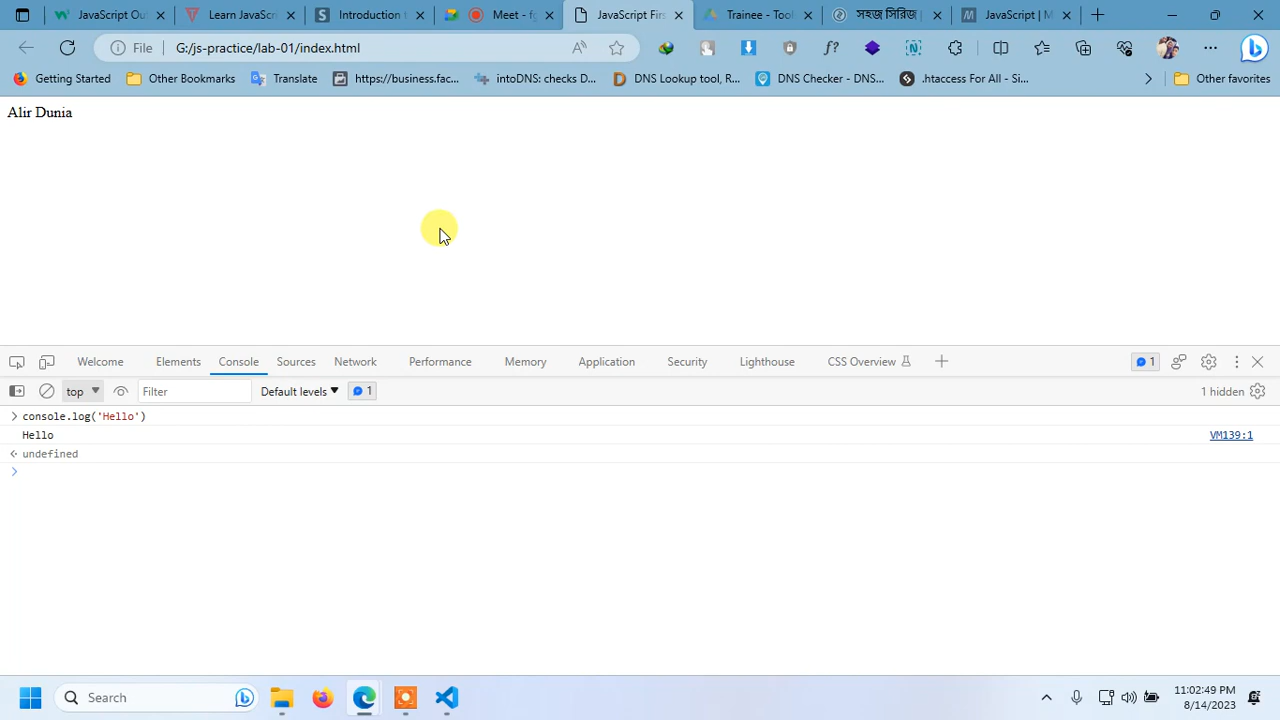 JavaScript Out
Learn JavaScri
Introduction t
Meet - fg
JavaScript Firs
Trainee - Tool
সহজ সিরিজ
JavaScript | M
File
G:/js-practice/lab-01/index.html
Getting Started
Other Bookmarks
Translate
https://business.fac...
intoDNS: checks D...
DNS Lookup tool, R...
DNS Checker - DNS...
.htaccess For All - Si...
Other favorites
Alir Dunia
Welcome
Elements
Console
Sources
Network
Performance
Memory
Application
Security
Lighthouse
CSS Overview
1
top
Filter
Default levels
1
1 hidden
console.log('Hello')
Hello
VM139:1
undefined
Search
11:02:49 PM
8/14/2023